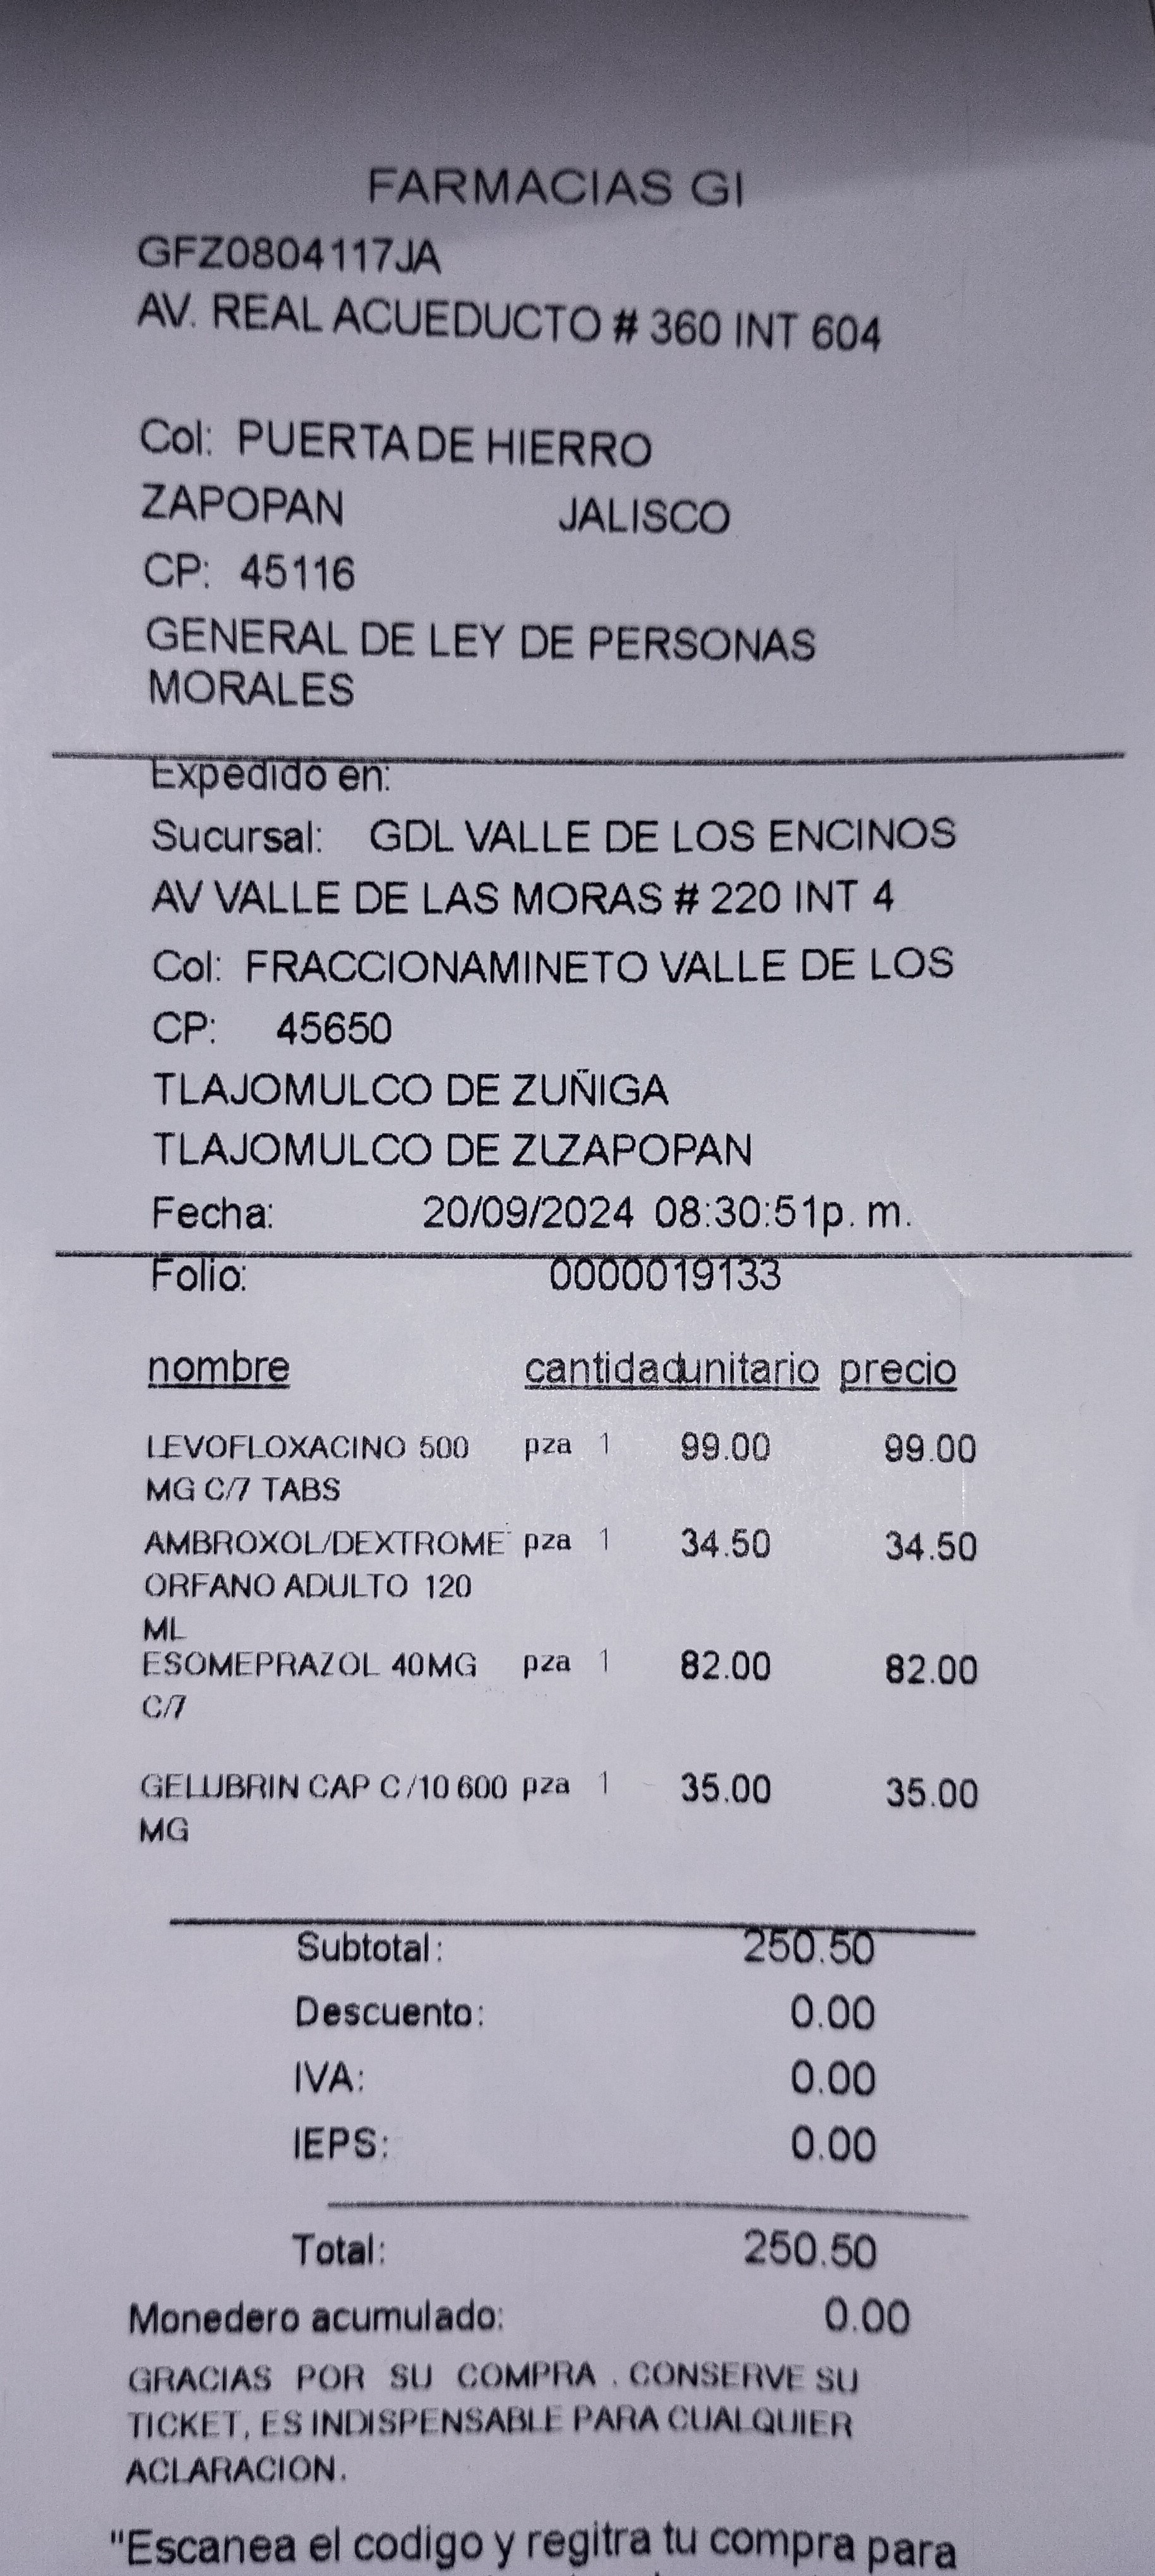 FARMACIAS GI
GFZ0804117JA
AV. REAL ACUEDUCTO # 360 INT 604
Col: PUERTA DE HIERRO
ZAPOPAN JALISCO
CP: 45116
GENERAL DE LEY DE PERSONAS
MORALES
Expedido en:
Sucursal: GDL VALLE DE LOS ENCINOS
AV VALLE DE LAS MORAS # 220 INT 4
Col: FRACCIONAMINETO VALLE DE LOS
CP: 45650
TLAJOMULCO DE ZUÑIGA
TLAJOMULCO DE ZUZAPOPAN
Fecha: 20/09/2024 08:30:51p. m.
Folio: 0000019133
nombre cantidad unitario precio
LEVOFLOXACINO 500 pza 1 99.00 99.00
MG C/7 TABS
AMBROXOL/DEXTROME pza 1 34.50 34.50
ORFANO ADULTO 120
ML
ESOMEPRAZOL 40MG pza 1 82.00 82.00
C/7
GELUBRIN CAP C/10 600 pza 1 35.00 35.00
MG
Subtotal: 250.50
Descuento: 0.00
IVA: 0.00
IEPS: 0.00
Total: 250.50
Monedero acumulado: 0.00
GRACIAS POR SU COMPRA . CONSERVE SU
TICKET, ES INDISPENSABLE PARA CUALQUIER
ACLARACION.
"Escanea el codigo y regitra tu compra para